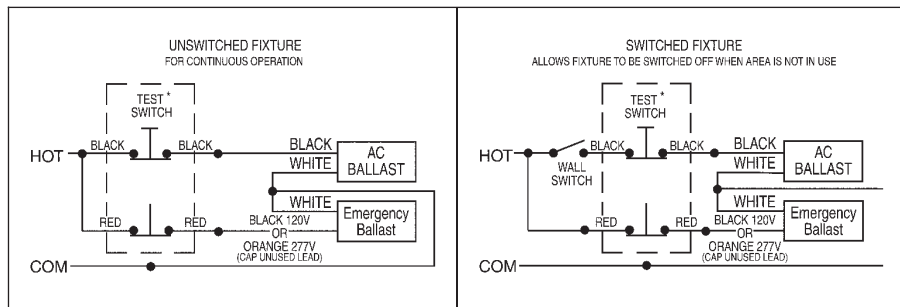 UNSWITCHED FIXTURE
FOR CONTINUOUS OPERATION
TEST *
SWITCH
HOT
BLACK
BLACK
BLACK
WHITE
AC
BALLAST
WHITE
RED
RED
BLACK 120V
OR
ORANGE 277V
(CAP UNUSED LEAD)
Emergency
Ballast
COM
SWITCHED FIXTURE
ALLOWS FIXTURE TO BE SWITCHED OFF WHEN AREA IS NOT IN USE
TEST *
SWITCH
HOT
WALL
SWITCH
BLACK
BLACK
BLACK
WHITE
AC
BALLAST
WHITE
RED
RED
BLACK 120V
OR
ORANGE 277V
(CAP UNUSED LEAD)
Emergency
Ballast
COM